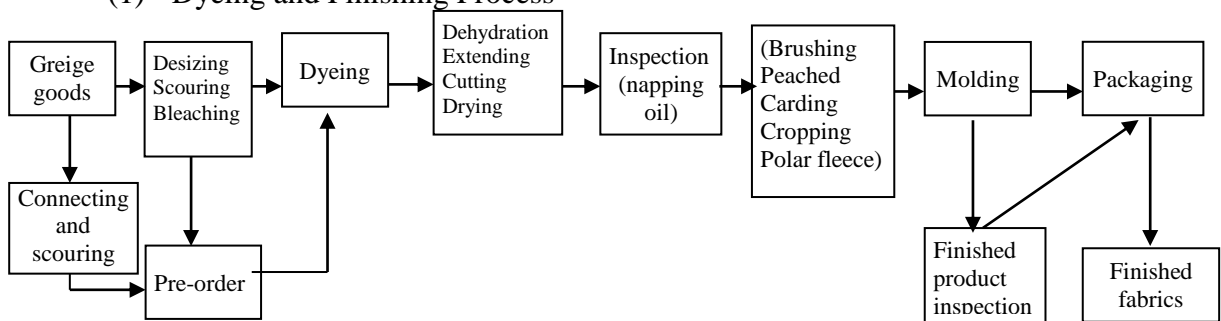 (1) Dyeing and Finishing Process
Greige
goods
Desizing
Scouring
Bleaching
Dyeing
Dehydration
Extending
Cutting
Drying
Inspection
(napping
oil)
(Brushing
Peached
Carding
Cropping
Polar fleece)
Molding
Packaging
Connecting
and
scouring
Pre-order
Finished
product
inspection
Finished
fabrics